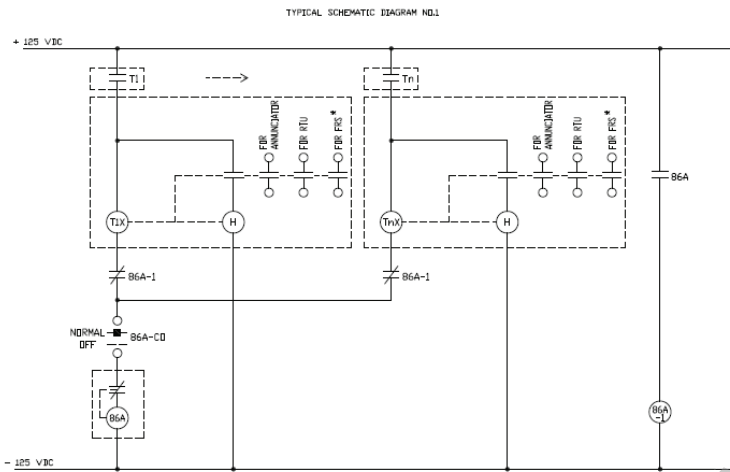 TYPICAL SCHEMATIC DIAGRAM NO.1
+ 125 VDC
T1
Tn
FOR ANNUNCIATOR
FOR RTU
FOR FRS *
FOR ANNUNCIATOR
FOR RTU
FOR FRS *
86A
T1X
H
TnX
H
86A-1
86A-1
NORMAL
OFF
86A-CO
86A
86A
-1
- 125 VDC